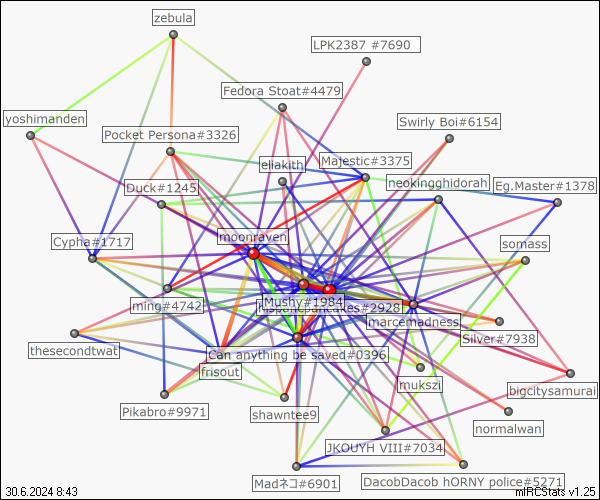 zebula
LPK2387 #7690
Fedora Stoat#4479
yoshimanden
Swirly Boi#6154
Pocket Persona#3326
eliakith
Majestic#3375
neokingghidorah
Duck#1245
Eg.Master#1378
Cypha#1717
moonraven
somass
ming#4742
Mushy#1984
pancakes#2928
marcemadness
Silver#7938
thesecondtwat
Can anything be saved#0396
frisout
mukszi
bigcitysamurai
Pikabro#9971
shawntee9
normalwan
JKOUYH VIII#7034
Madネコ#6901
DacobDacob hORNY police#5271
30.6.2024 8:43
mIRCStats v1.25